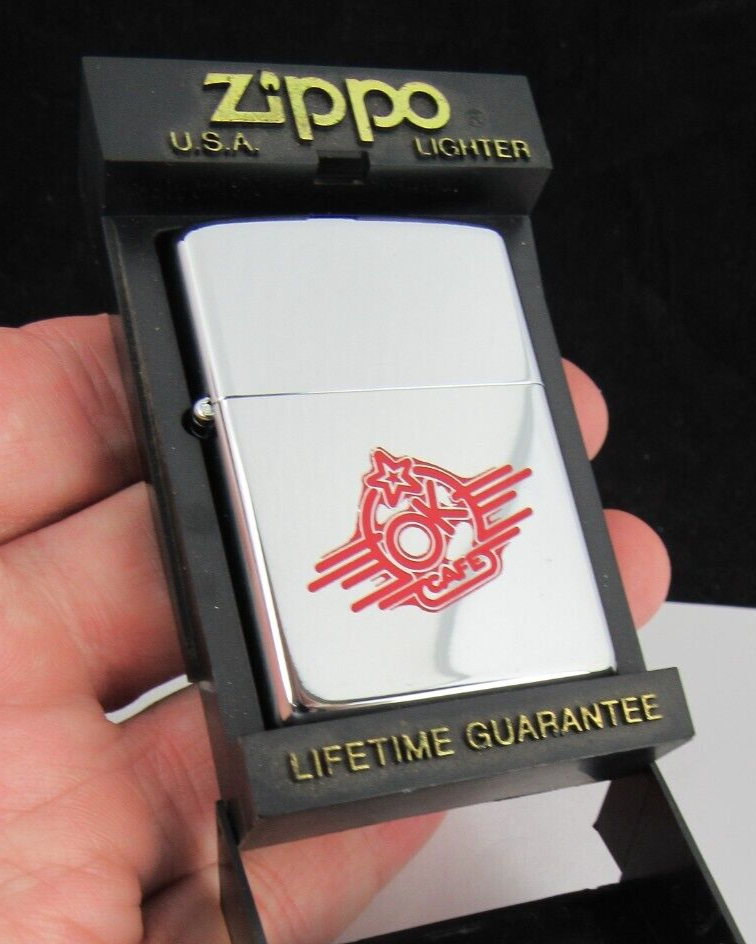 Zippo ®
U.S.A. LIGHTER
OK
CAFE
LIFETIME GUARANTEE